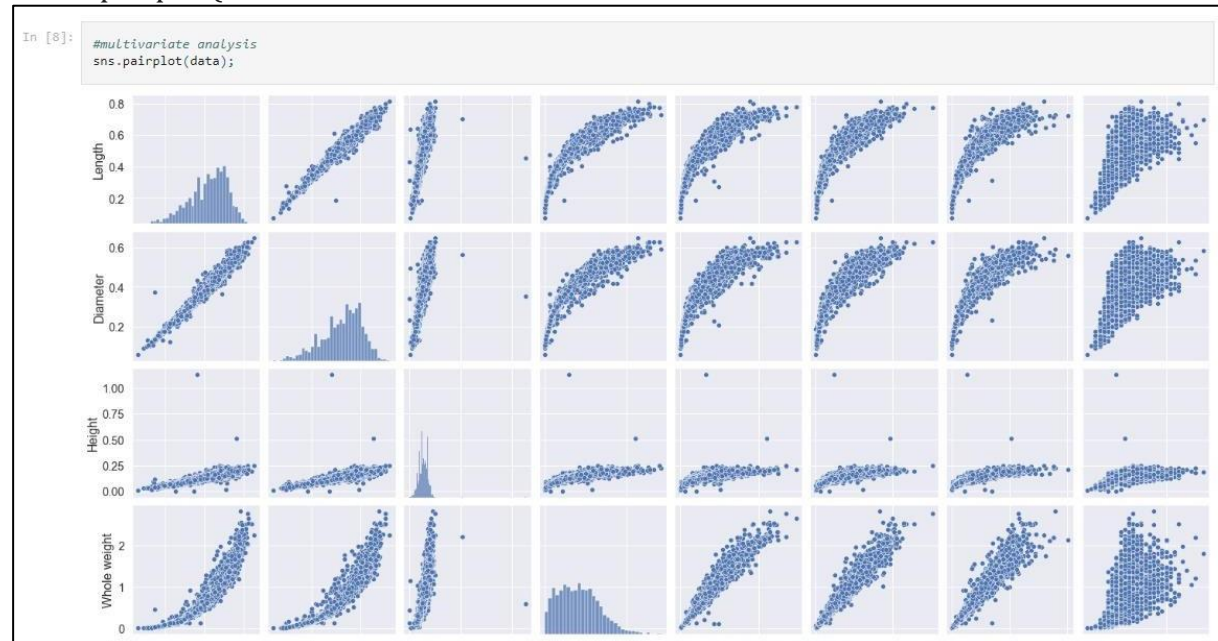 In [8]:
#multivariate analysis
sns.pairplot(data);
0.8
0.6
Length
0.4
0.2
0.6
Diameter
0.4
0.2
1.00
0.75
Height
0.50
0.25
0.00
2
Whole weight
1
0